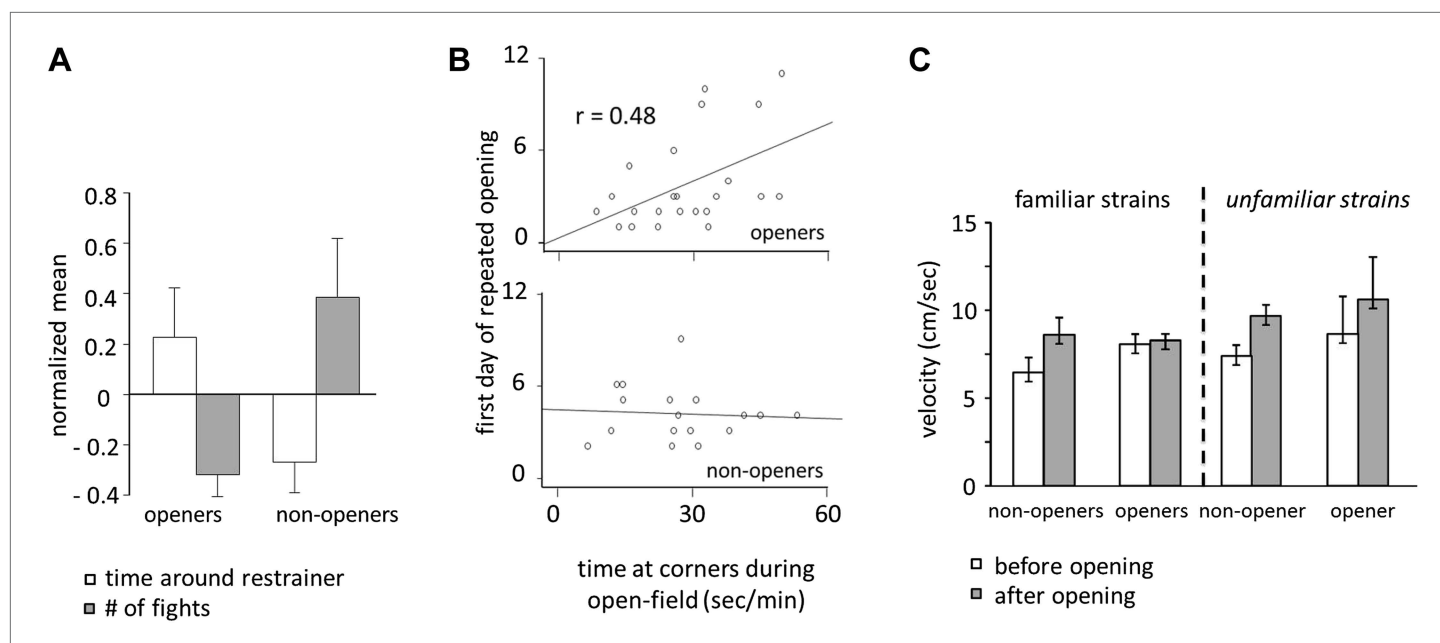 A
normalized mean
0.8
0.6
0.4
0.2
0
- 0.2
- 0.4
openers
non-openers
time around restrainer
# of fights
B
first day of repeated opening
12
6
0
r = 0.48
openers
12
6
0
non-openers
0
30
60
time at corners during
open-field (sec/min)
C
familiar strains
unfamiliar strains
velocity (cm/sec)
15
10
5
0
non-openers
openers
non-opener
opener
before opening
after opening